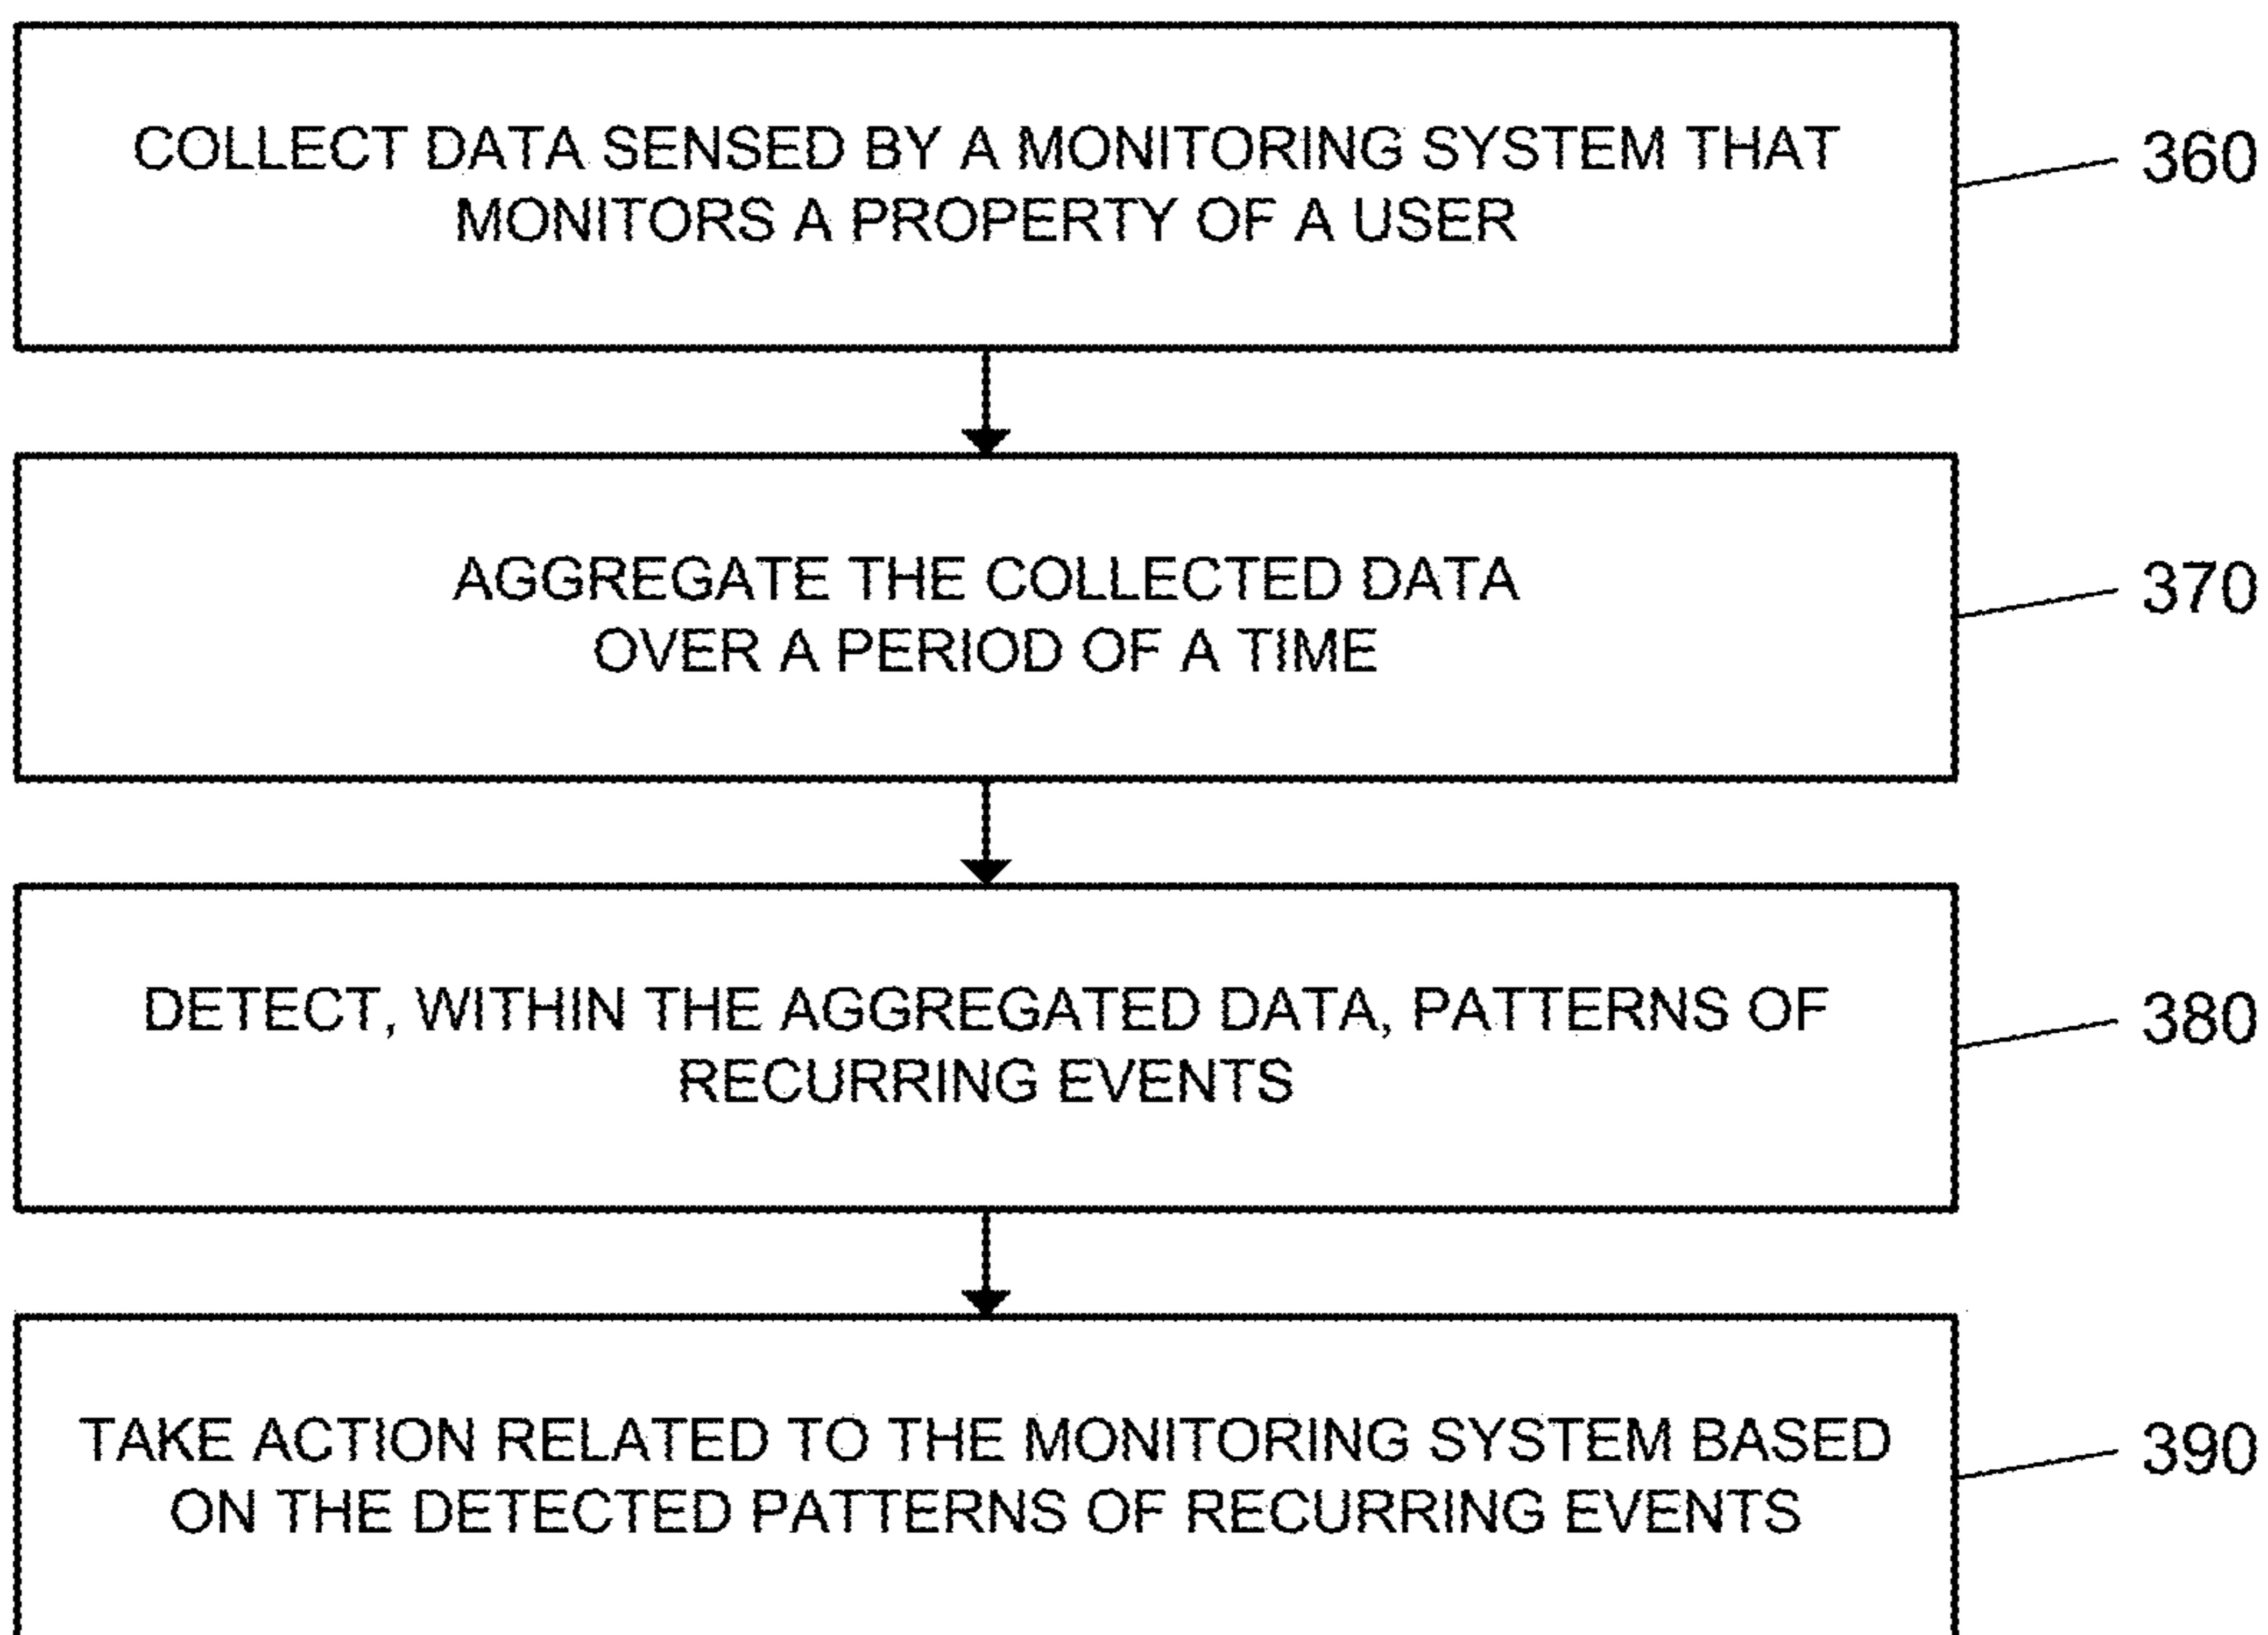 COLLECT DATA SENSED BY A MONITORING SYSTEM THAT
MONITORS A PROPERTY OF A USER
360
AGGREGATE THE COLLECTED DATA
OVER A PERIOD OF A TIME
370
DETECT, WITHIN THE AGGREGATED DATA, PATTERNS OF
RECURRING EVENTS
380
TAKE ACTION RELATED TO THE MONITORING SYSTEM BASED
ON THE DETECTED PATTERNS OF RECURRING EVENTS
390